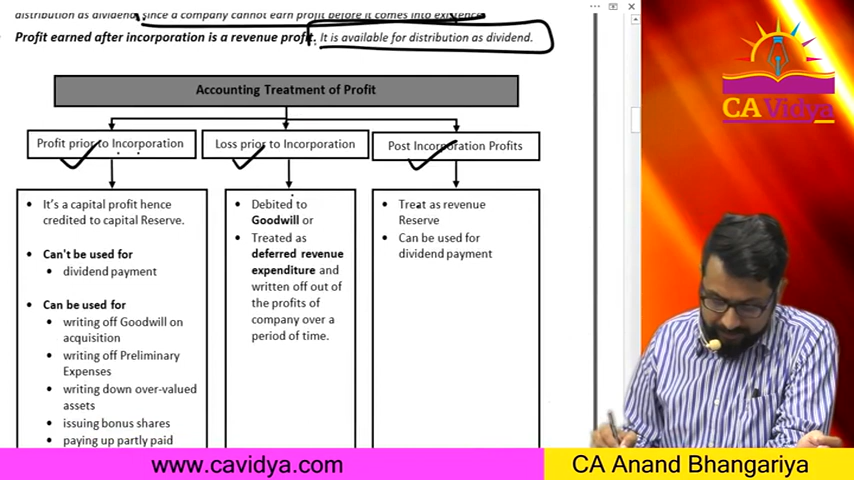 distribution as dividend, since a company cannot earn profit before it comes into existence
Profit earned after incorporation is a revenue profit. It is available for distribution as dividend.
Accounting Treatment of Profit
Profit prior to Incorporation
Loss prior to Incorporation
Post Incorporation Profits
• It's a capital profit hence
credited to capital Reserve.
• Can't be used for
• dividend payment
• Can be used for
• writing off Goodwill on
acquisition
• writing off Preliminary
Expenses
• writing down over-valued
assets
• issuing bonus shares
• paying up partly paid
• Debited to
Goodwill or
• Treated as
deferred revenue
expenditure and
written off out of
the profits of
company over a
period of time.
• Treat as revenue
Reserve
• Can be used for
dividend payment
CA Vidya
www.cavidya.com
CA Anand Bhangariya